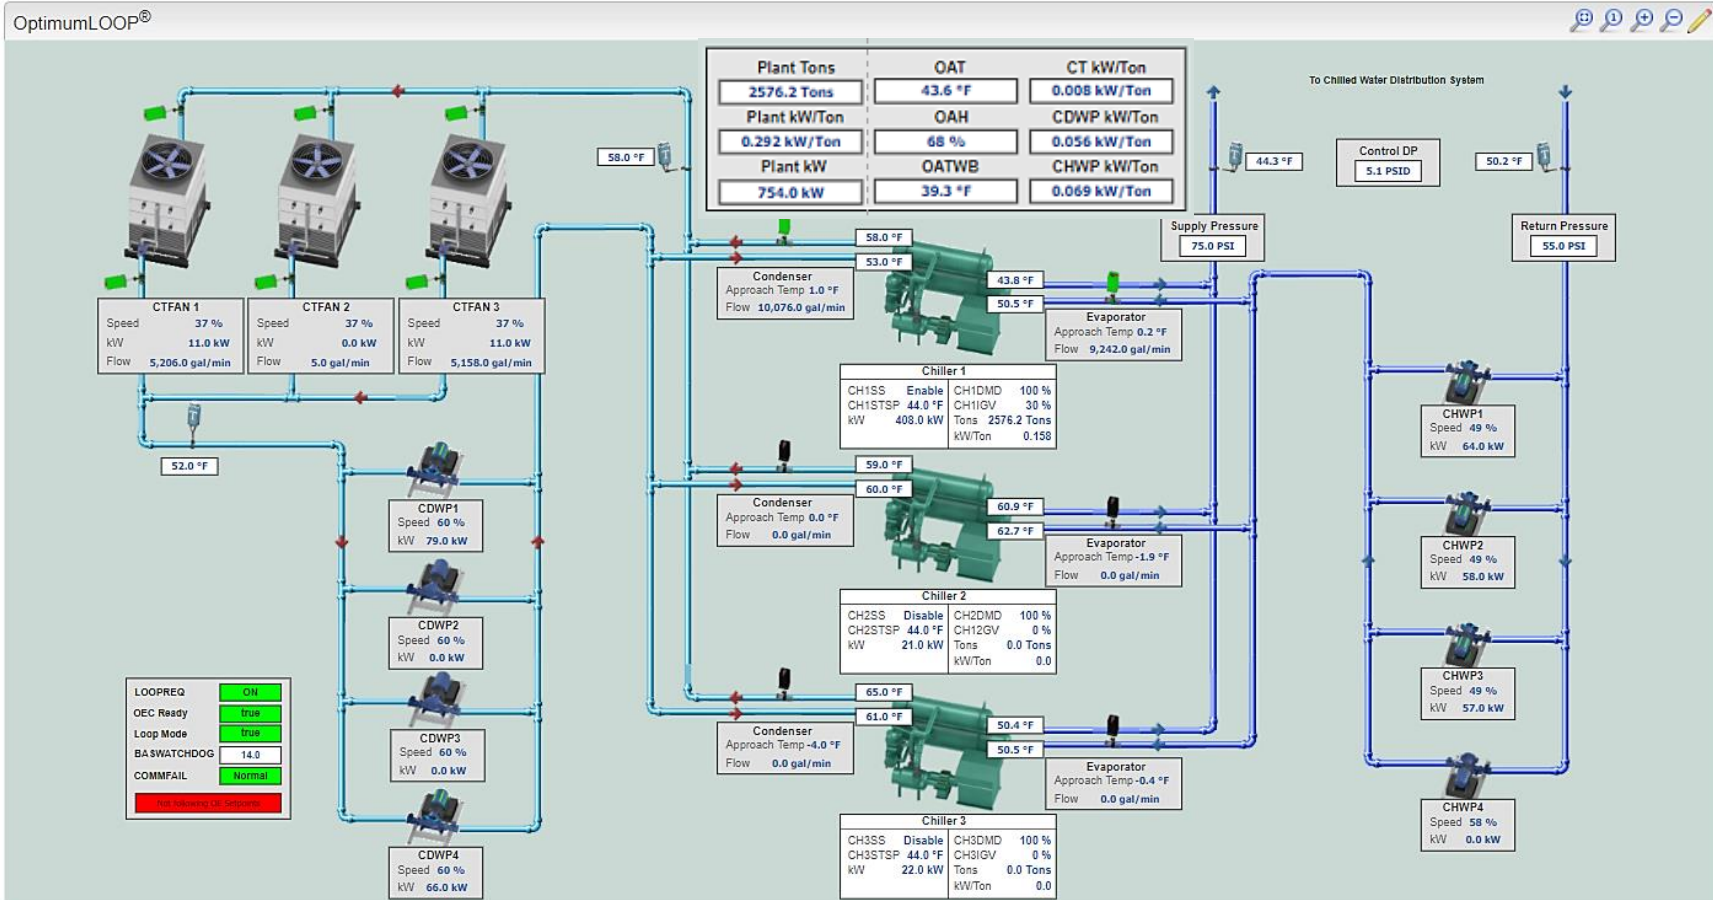 OptimumLOOP®
Plant Tons OAT CT kW/Ton
2576.2 Tons 43.6 °F 0.008 kW/Ton
Plant kW/Ton OAH CDWP kW/Ton
0.292 kW/Ton 68 % 0.056 kW/Ton
Plant kW OATWB CHWP kW/Ton
754.0 kW 39.3 °F 0.069 kW/Ton
To Chilled Water Distribution System
58.0 °F
44.3 °F
Control DP
5.1 PSID
50.2 °F
Supply Pressure
75.0 PSI
Return Pressure
55.0 PSI
CTFAN 1
Speed 37 %
kW 11.0 kW
Flow 5,206.0 gal/min
CTFAN 2
Speed 37 %
kW 0.0 kW
Flow 5.0 gal/min
CTFAN 3
Speed 37 %
kW 11.0 kW
Flow 5,158.0 gal/min
52.0 °F
58.0 °F
53.0 °F
Condenser
Approach Temp 1.0 °F
Flow 10,076.0 gal/min
43.8 °F
50.5 °F
Evaporator
Approach Temp 0.2 °F
Flow 9,242.0 gal/min
Chiller 1
CH1SS Enable CH1DMD 100 %
CH1STSP 44.0 °F CH1IGV 30 %
kW 408.0 kW Tons 2576.2 Tons
kW/Ton 0.158
59.0 °F
60.0 °F
Condenser
Approach Temp 0.0 °F
Flow 0.0 gal/min
60.9 °F
62.7 °F
Evaporator
Approach Temp -1.9 °F
Flow 0.0 gal/min
Chiller 2
CH2SS Disable CH2DMD 100 %
CH2STSP 44.0 °F CH12GV 0 %
kW 21.0 kW Tons 0.0 Tons
kW/Ton 0.0
65.0 °F
61.0 °F
Condenser
Approach Temp -4.0 °F
Flow 0.0 gal/min
50.4 °F
50.5 °F
Evaporator
Approach Temp -0.4 °F
Flow 0.0 gal/min
Chiller 3
CH3SS Disable CH3DMD 100 %
CH3STSP 44.0 °F CH3IGV 0 %
kW 22.0 kW Tons 0.0 Tons
kW/Ton 0.0
CDWP1
Speed 60 %
kW 79.0 kW
CDWP2
Speed 60 %
kW 0.0 kW
CDWP3
Speed 60 %
kW 0.0 kW
CDWP4
Speed 60 %
kW 66.0 kW
CHWP1
Speed 49 %
kW 64.0 kW
CHWP2
Speed 49 %
kW 58.0 kW
CHWP3
Speed 49 %
kW 57.0 kW
CHWP4
Speed 58 %
kW 0.0 kW
LOOPREQ ON
OEC Ready true
Loop Mode true
BASWATCHDOG 14.0
COMMFAIL Normal
Not following OE Setpoints